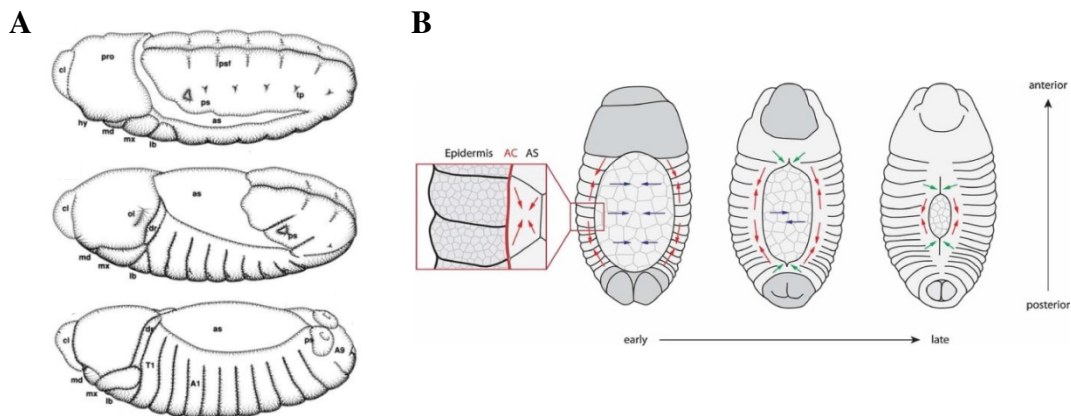 A
cl
pro
psf
ps
tp
as
hy
md
mx
lb
cl
as
ol
dr
ps
md
mx
lb
as
dr
cl
ps
A9
T1
A1
md
mx
lb
B
Epidermis AC AS
anterior
posterior
early
late